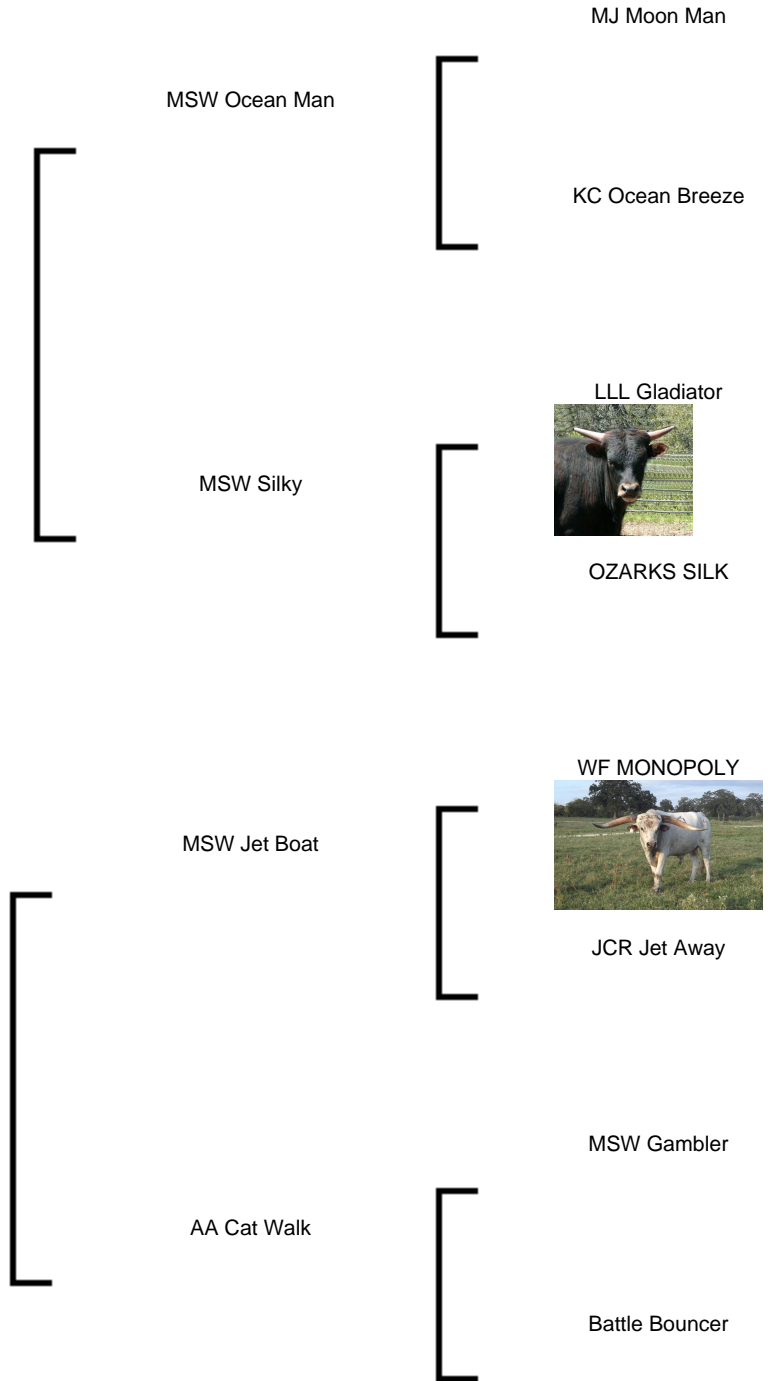 MJ Moon Man
MSW Ocean Man
KC Ocean Breeze
LLL Gladiator
MSW Silky
OZARKS SILK
WF MONOPOLY
MSW Jet Boat
JCR Jet Away
MSW Gambler
AA Cat Walk
Battle Bouncer